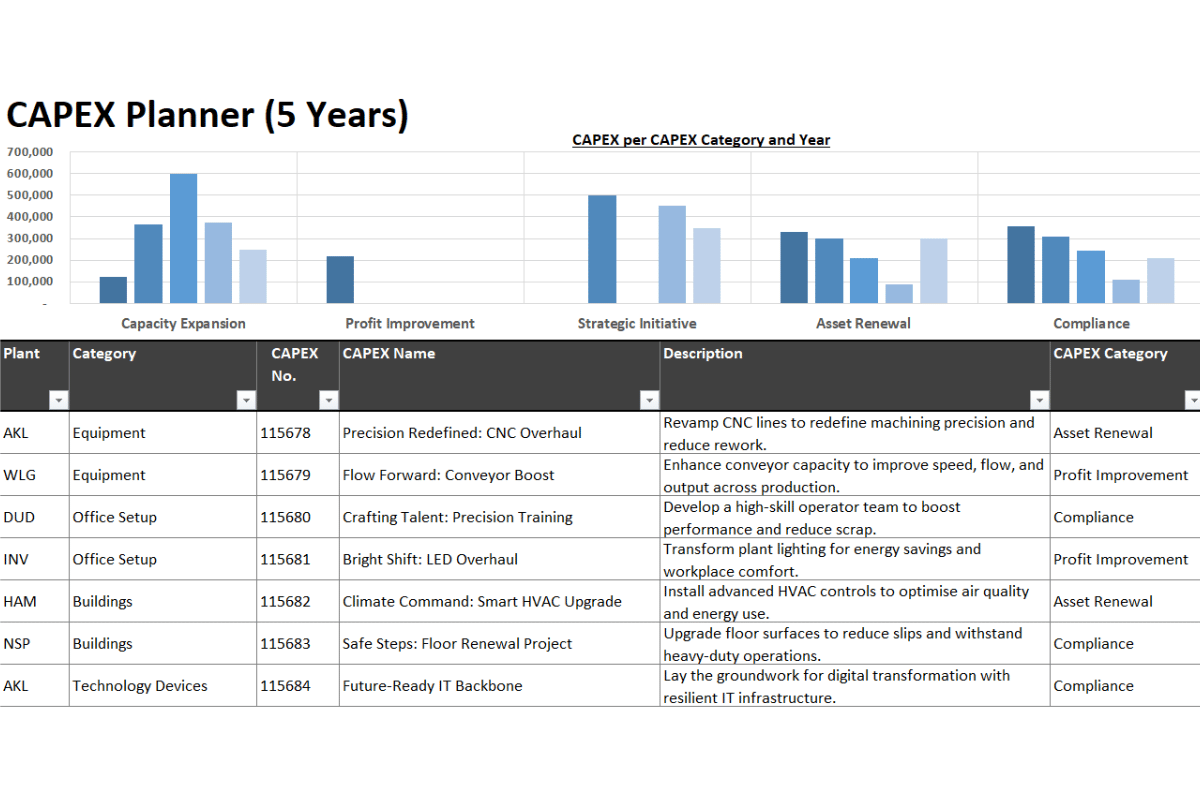 CAPEX Planner (5 Years)
CAPEX per CAPEX Category and Year
700,000
600,000
500,000
400,000
300,000
200,000
100,000
-
Capacity Expansion Profit Improvement Strategic Initiative Asset Renewal Compliance
Plant Category CAPEX No. CAPEX Name Description CAPEX Category
AKL Equipment 115678 Precision Redefined: CNC Overhaul Revamp CNC lines to redefine machining precision and reduce rework. Asset Renewal
WLG Equipment 115679 Flow Forward: Conveyor Boost Enhance conveyor capacity to improve speed, flow, and output across production. Profit Improvement
DUD Office Setup 115680 Crafting Talent: Precision Training Develop a high-skill operator team to boost performance and reduce scrap. Compliance
INV Office Setup 115681 Bright Shift: LED Overhaul Transform plant lighting for energy savings and workplace comfort. Profit Improvement
HAM Buildings 115682 Climate Command: Smart HVAC Upgrade Install advanced HVAC controls to optimise air quality and energy use. Asset Renewal
NSP Buildings 115683 Safe Steps: Floor Renewal Project Upgrade floor surfaces to reduce slips and withstand heavy-duty operations. Compliance
AKL Technology Devices 115684 Future-Ready IT Backbone Lay the groundwork for digital transformation with resilient IT infrastructure. Compliance